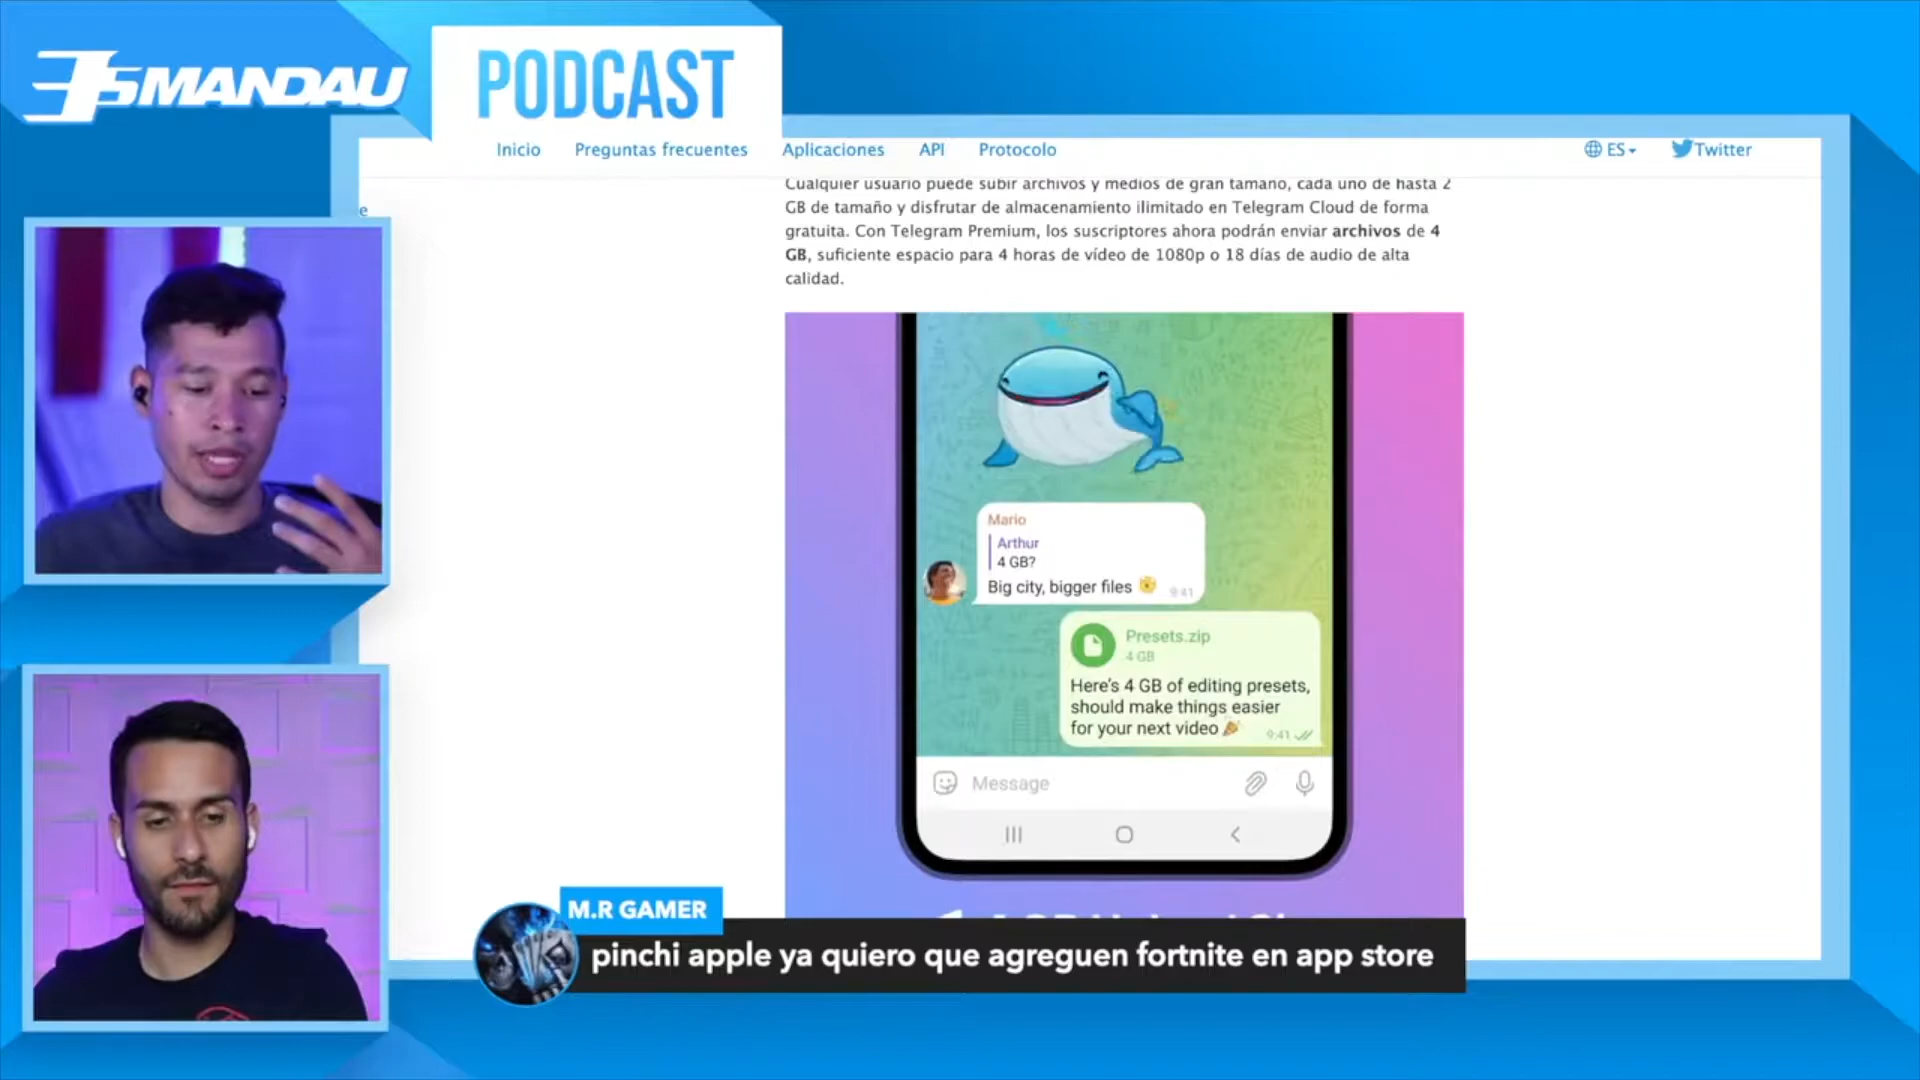 ESMANDAU
PODCAST
Inicio Preguntas frecuentes Aplicaciones API Protocolo ES Twitter
Cualquier usuario puede subir archivos y medios de gran tamaño, cada uno de hasta 2
GB de tamaño y disfrutar de almacenamiento ilimitado en Telegram Cloud de forma
gratuita. Con Telegram Premium, los suscriptores ahora podrán enviar archivos de 4
GB, suficiente espacio para 4 horas de vídeo de 1080p o 18 días de audio de alta
calidad.
e
Mario
Arthur
4 GB?
Big city, bigger files
9:41
Presets.zip
4 GB
Here's 4 GB of editing presets,
should make things easier
for your next video
9:41
Message
M.R GAMER
pinchi apple ya quiero que agreguen fortnite en app store